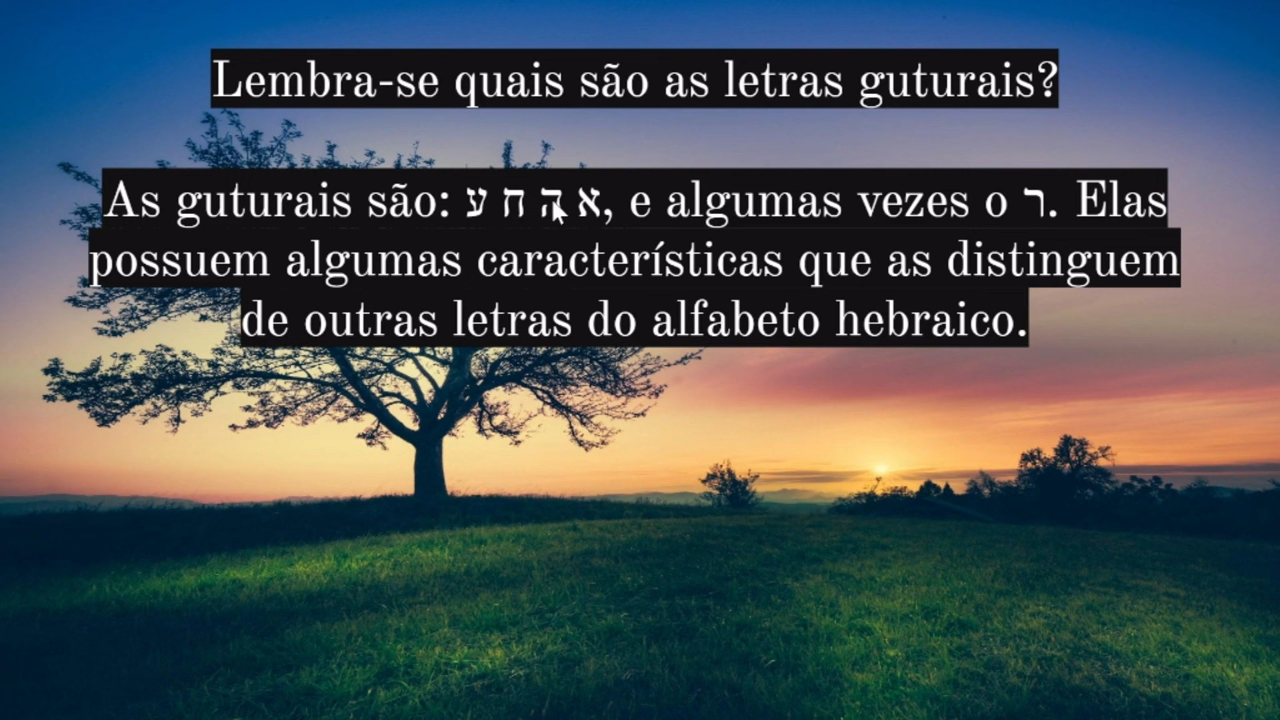 Lembra-se quais são as letras guturais?
As guturais são: א ה ח ע, e algumas vezes o ר. Elas
possuem algumas características que as distinguem
de outras letras do alfabeto hebraico.